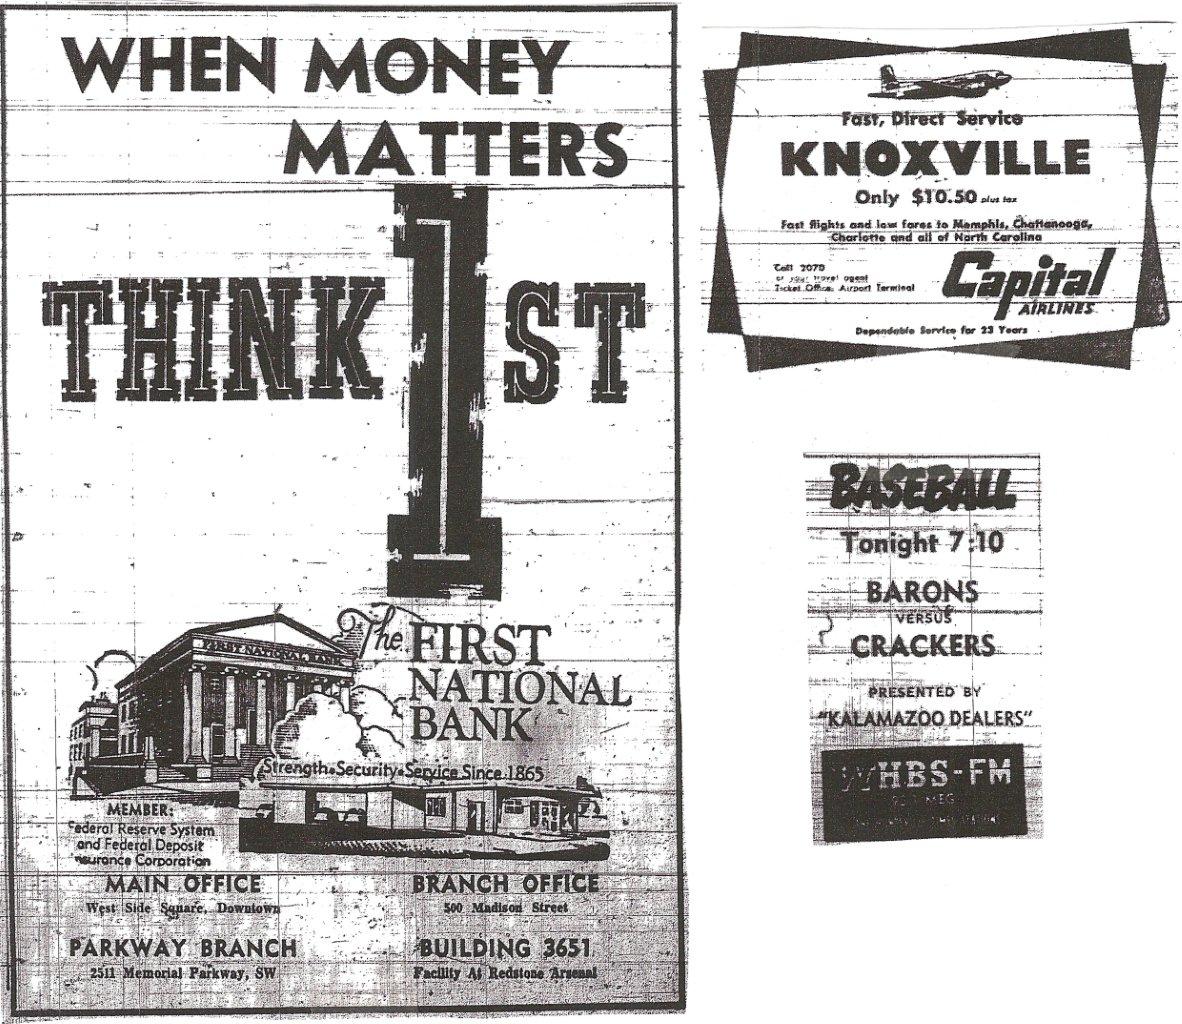 WHEN MONEY
MATTERS
THINK 1ST
FIRST NATIONAL BANK
The FIRST
NATIONAL
BANK
Strength•Security•Service Since 1865
MEMBER:
Federal Reserve System
and Federal Deposit
Insurance Corporation
MAIN OFFICE
West Side Square, Downtown
BRANCH OFFICE
500 Madison Street
PARKWAY BRANCH
2511 Memorial Parkway, SW
BUILDING 3651
Facility At Redstone Arsenal
Fast, Direct Service
KNOXVILLE
Only $10.50 plus tax
Fast flights and low fares to Memphis, Chattanooga,
Charlotte and all of North Carolina
Call 2070
or your travel agent
Ticket Office, Airport Terminal
Capital
AIRLINES
Dependable Service for 23 Years
BASEBALL
Tonight 7:10
BARONS
VERSUS
CRACKERS
PRESENTED BY
"KALAMAZOO DEALERS"
WHBS-FM
MEG